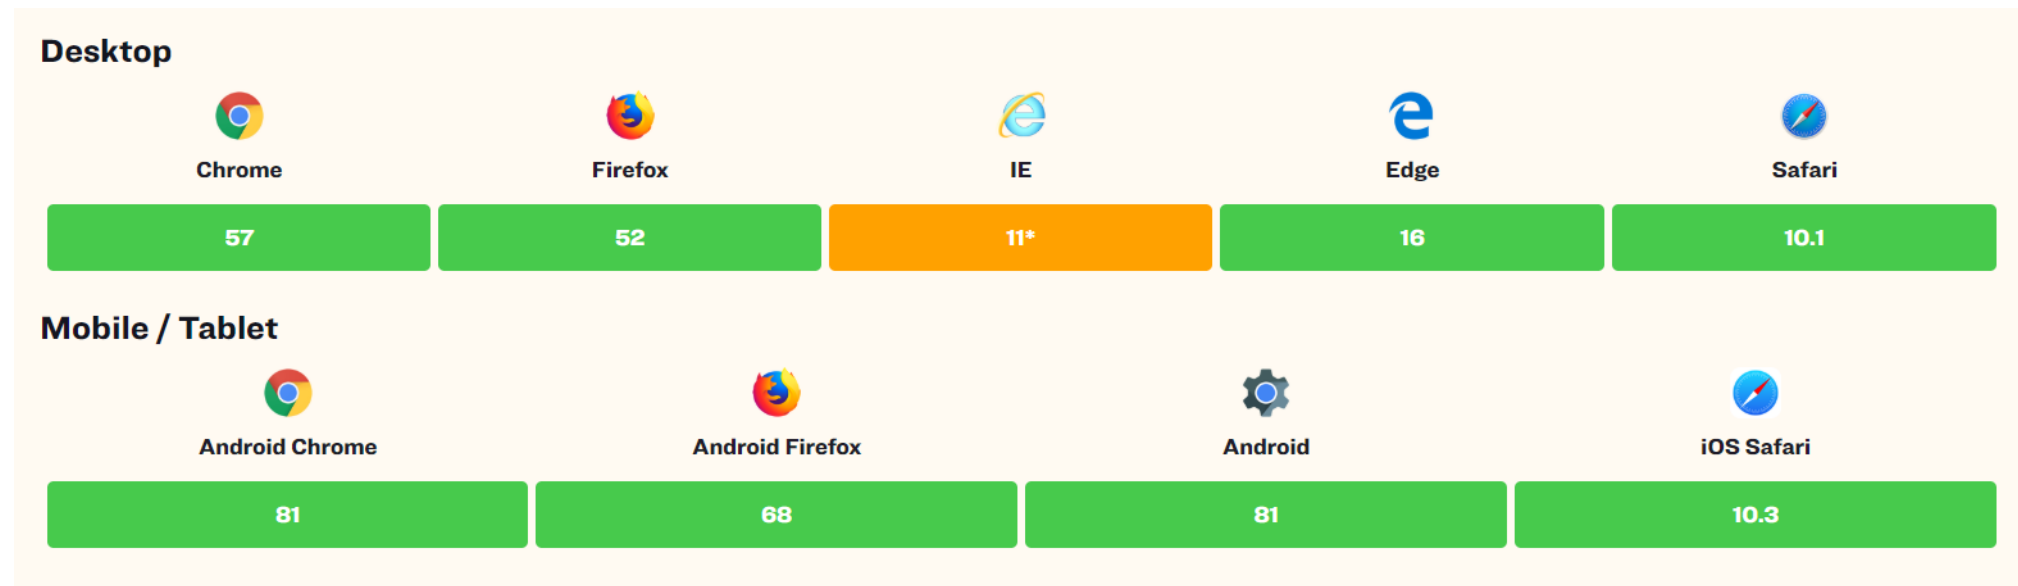 Desktop
Chrome Firefox IE Edge Safari
57 52 11* 16 10.1
Mobile / Tablet
Android Chrome Android Firefox Android iOS Safari
81 68 81 10.3